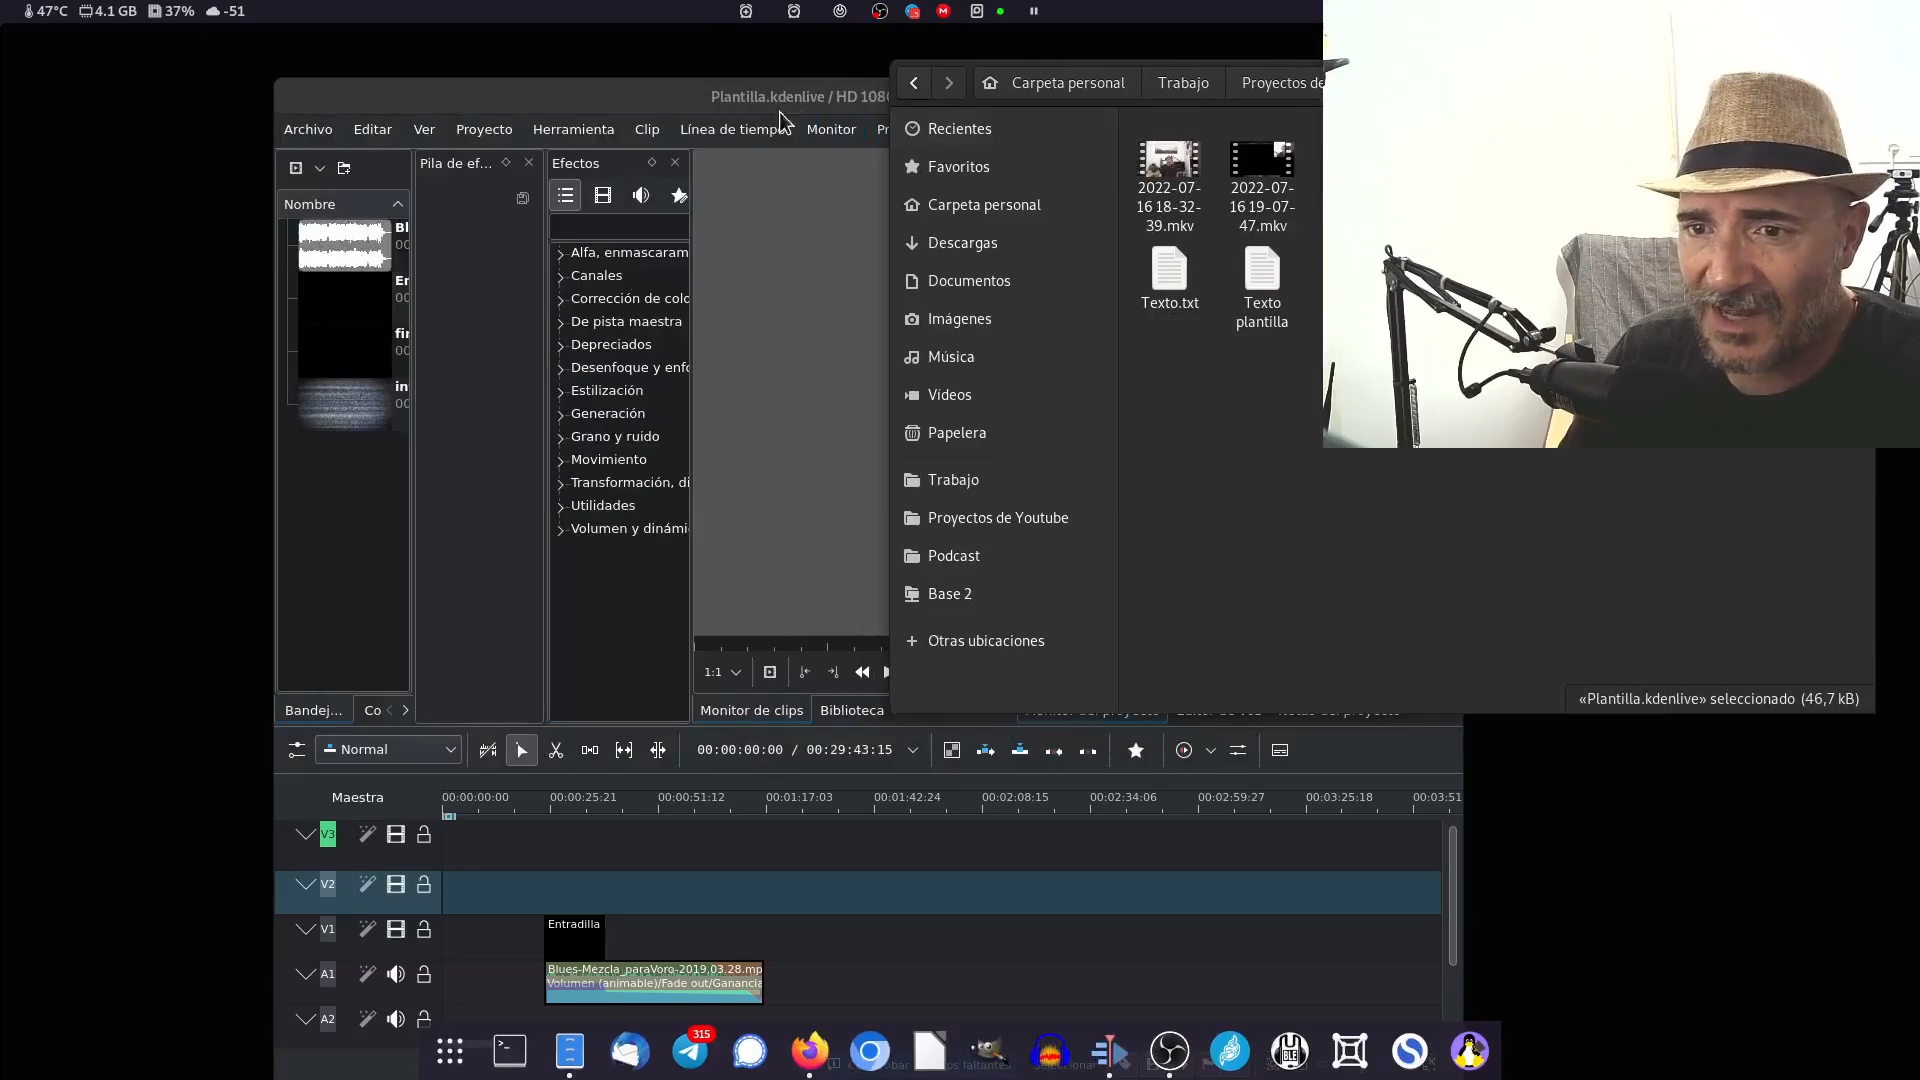 47°C 4.1 GB 37% -51
Plantilla.kdenlive / HD 108
Archivo Editar Ver Proyecto Herramienta Clip Línea de tiempo Monitor
Pila de ef...
Efectos
Nombre
Alfa, enmascaram
Canales
Corrección de colo
De pista maestra
Depreciados
Desenfoque y enfo
Estilización
Generación
Grano y ruido
Movimiento
Transformación, di
Utilidades
Volumen y dinámi
1:1
Bandej...
Co
Monitor de clips
Biblioteca
Carpeta personal
Trabajo
Proyectos de
Recientes
Favoritos
Carpeta personal
Descargas
Documentos
Imágenes
Música
Vídeos
Papelera
Trabajo
Proyectos de Youtube
Podcast
Base 2
Otras ubicaciones
2022-07-
16 18-32-
39.mkv
2022-07-
16 19-07-
47.mkv
Texto.txt
Texto
plantilla
«Plantilla.kdenlive» seleccionado (46,7 kB)
Normal
00:00:00:00 / 00:29:43:15
Maestra
00:00:00:00 00:00:25:21 00:00:51:12 00:01:17:03 00:01:42:24 00:02:08:15 00:02:34:06 00:02:59:27 00:03:25:18 00:03:51
V3
V2
V1
Entradilla
A1
Blues-Mezcla_paraVoro-2019.03.28.mp
Volumen (animable)/Fade out/Ganancia
A2
315
BLE